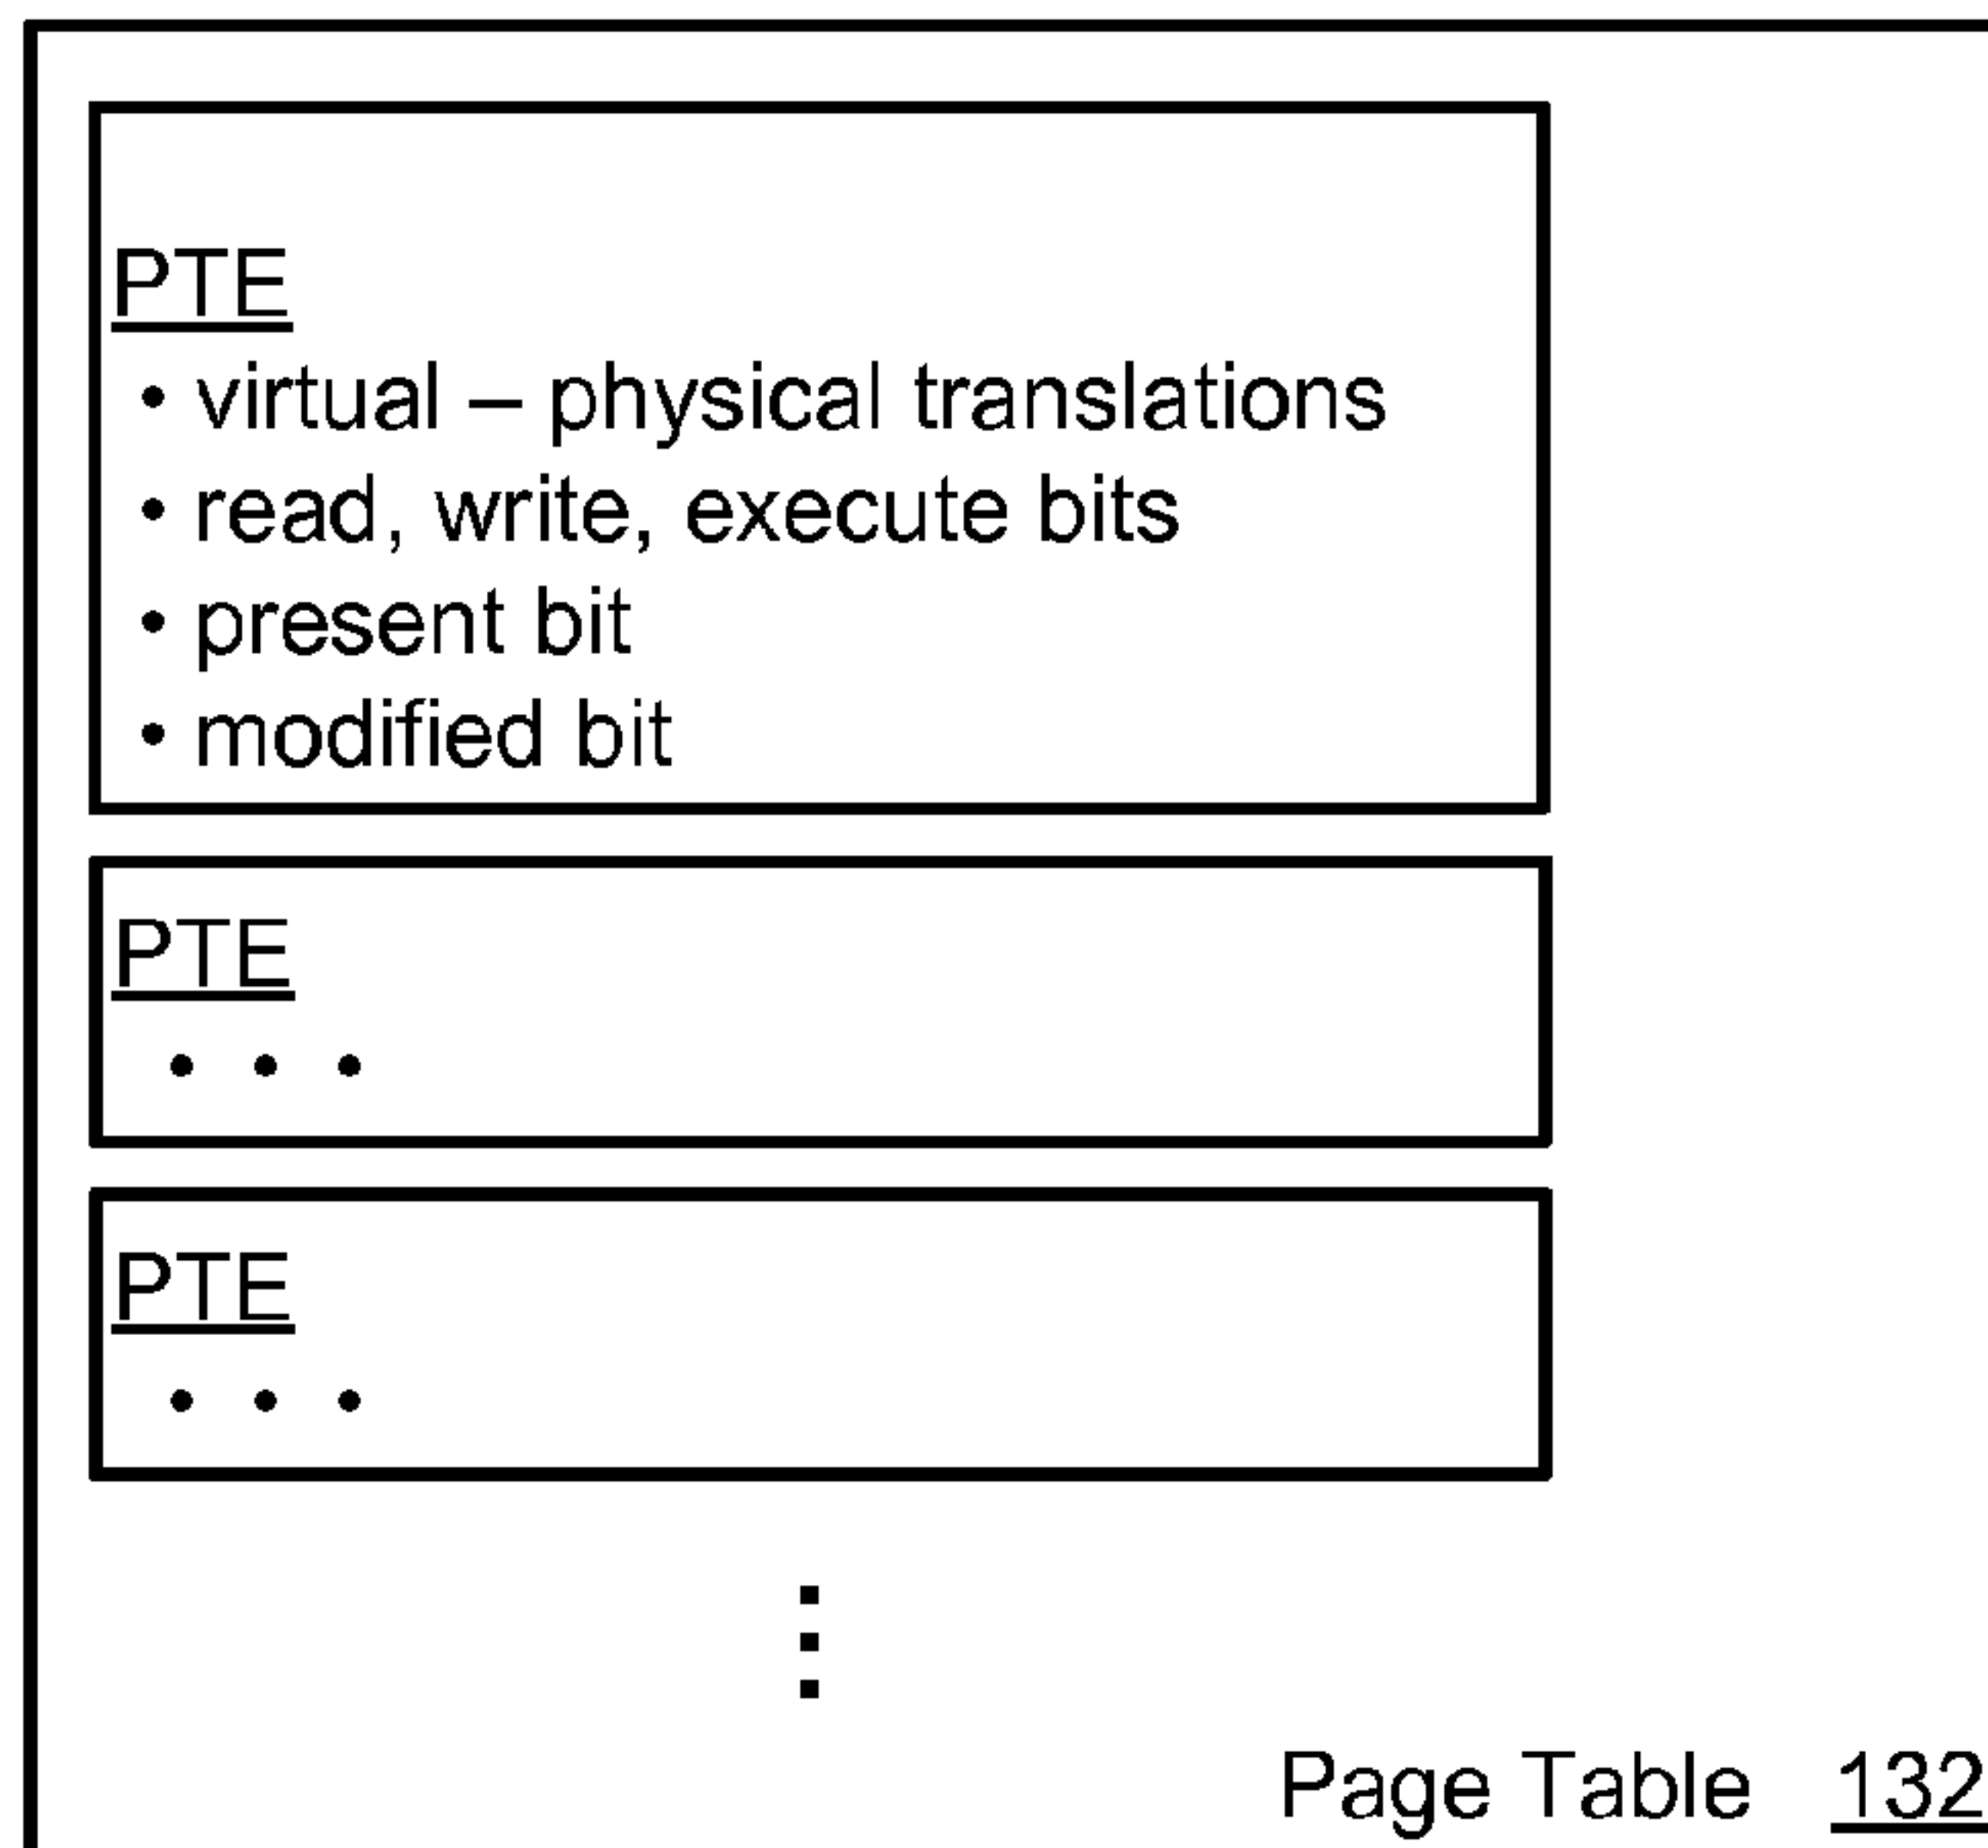 PTE
• virtual – physical translations
• read, write, execute bits
• present bit
• modified bit
PTE
• • •
PTE
• • •
Page Table 132